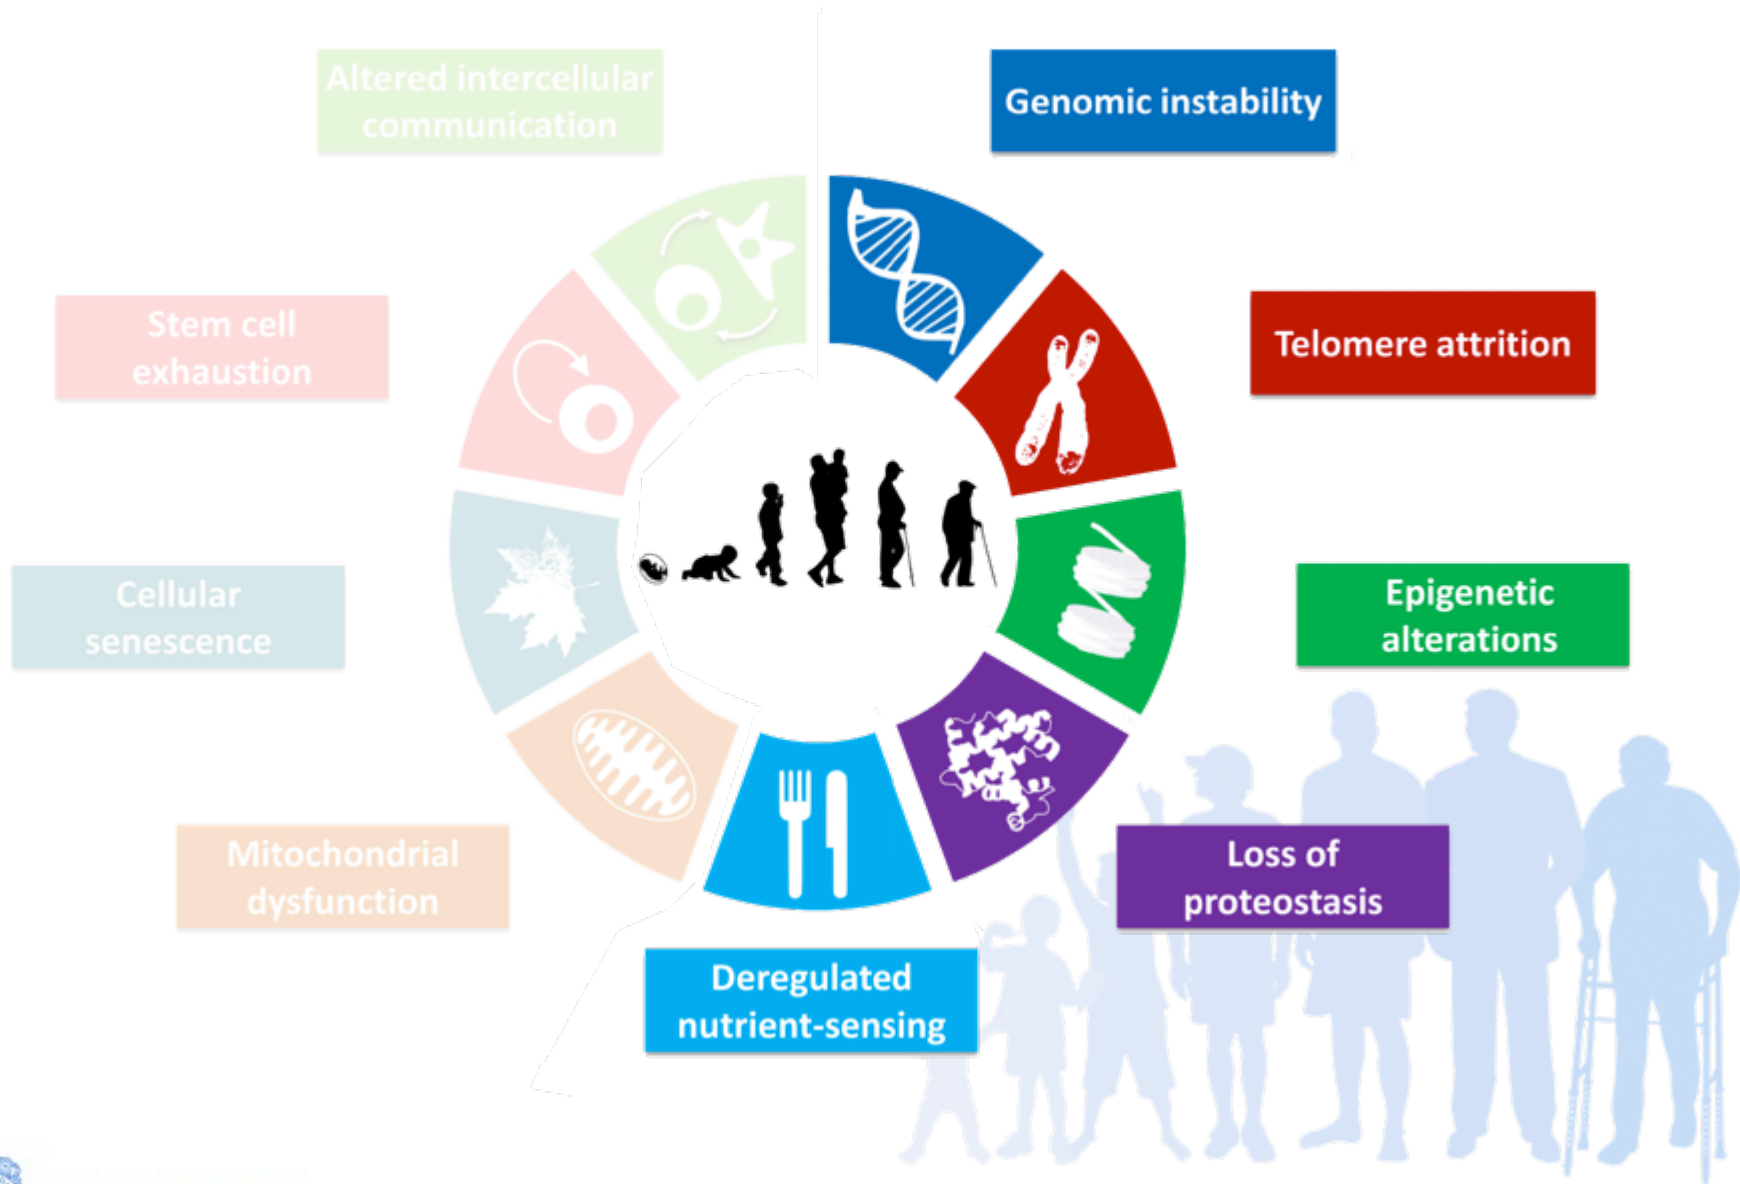 Altered intercellular
communication
Genomic instability
Stem cell
exhaustion
Telomere attrition
Cellular
senescence
Epigenetic
alterations
Mitochondrial
dysfunction
Loss of
proteostasis
Deregulated
nutrient-sensing